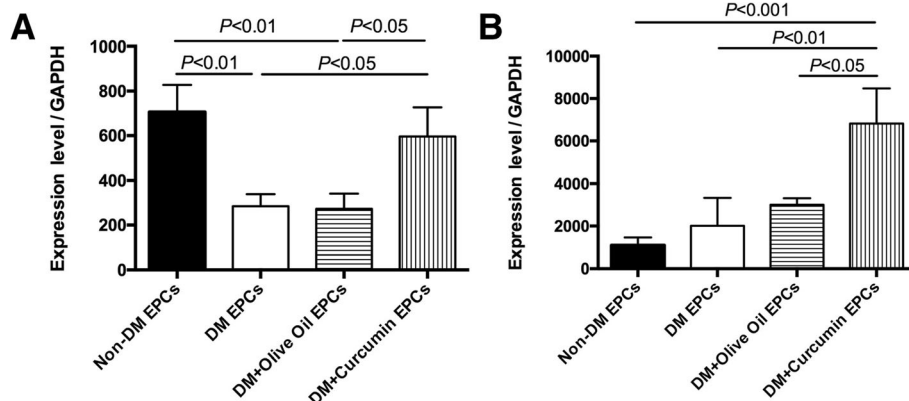 A
P<0.01
P<0.05
P<0.01
P<0.05
Expression level / GAPDH
1000
800
600
400
200
0
Non-DM EPCs
DM EPCs
DM+Olive Oil EPCs
DM+Curcumin EPCs
B
P<0.001
P<0.01
P<0.05
Expression level / GAPDH
10000
8000
6000
4000
2000
0
Non-DM EPCs
DM EPCs
DM+Olive Oil EPCs
DM+Curcumin EPCs